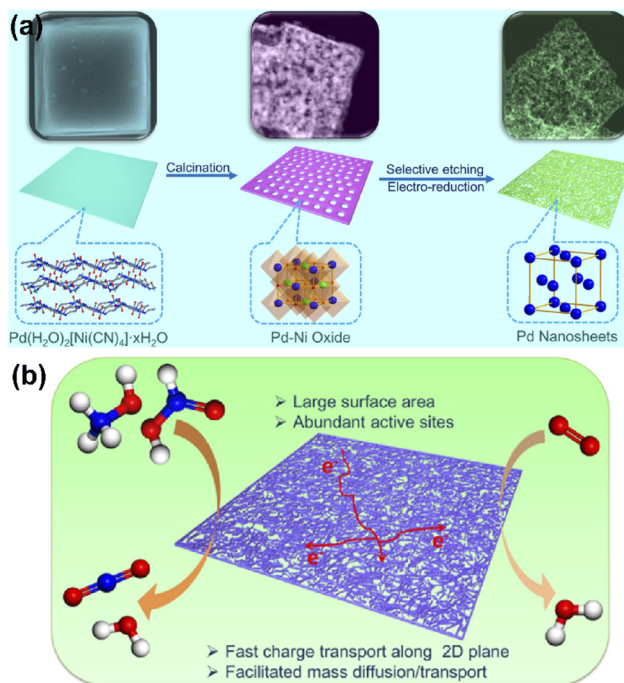 (a)
Calcination
Selective etching
Electro-reduction
Pd(H₂O)₂[Ni(CN)₄]·xH₂O
Pd-Ni Oxide
Pd Nanosheets
(b)
➢ Large surface area
➢ Abundant active sites
e⁻
e⁻
e⁻
➢ Fast charge transport along 2D plane
➢ Facilitated mass diffusion/transport